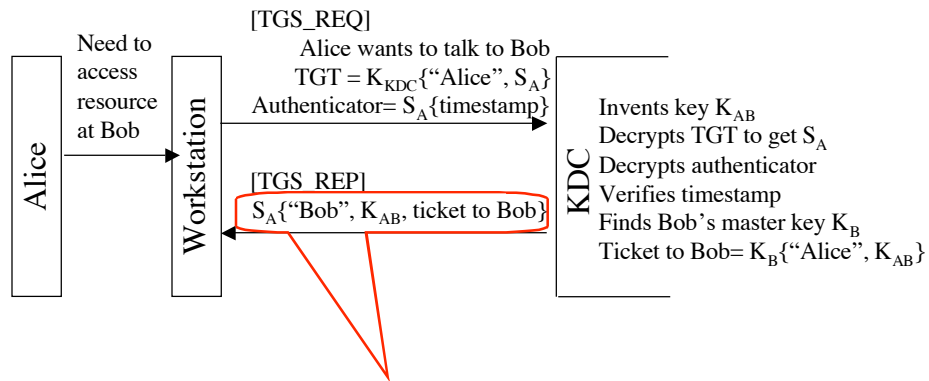 Alice
Need to
access
resource
at Bob
Workstation
[TGS_REQ]
Alice wants to talk to Bob
TGT = K_KDC{“Alice”, S_A}
Authenticator= S_A{timestamp}
[TGS_REP]
S_A{“Bob”, K_AB, ticket to Bob}
KDC
Invents key K_AB
Decrypts TGT to get S_A
Decrypts authenticator
Verifies timestamp
Finds Bob’s master key K_B
Ticket to Bob= K_B{“Alice”, K_AB}